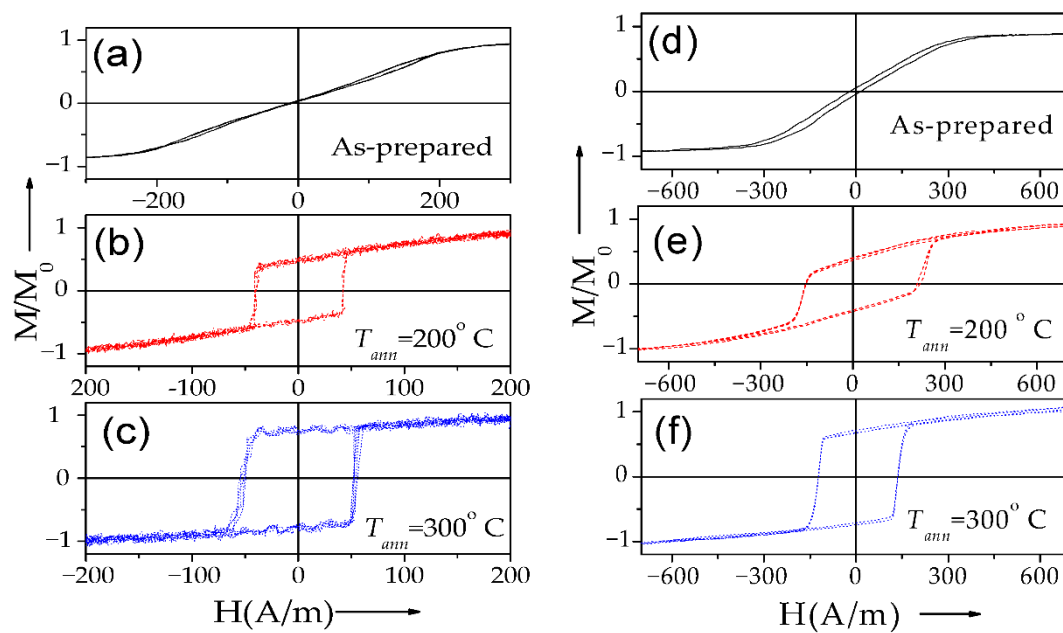 (a)
1
0
−1
As-prepared
−200
0
200
(b)
1
0
-1
T_ann=200° C
-200
-100
0
100
200
(c)
1
0
-1
T_ann=300° C
−200
−100
0
100
200
M/M_0
H(A/m)
(d)
1
0
−1
As-prepared
−600
−300
0
300
600
(e)
1
0
-1
T_ann=200 ° C
-600
-300
0
300
600
(f)
1
0
-1
T_ann=300° C
−600
−300
0
300
600
M/M_0
H(A/m)